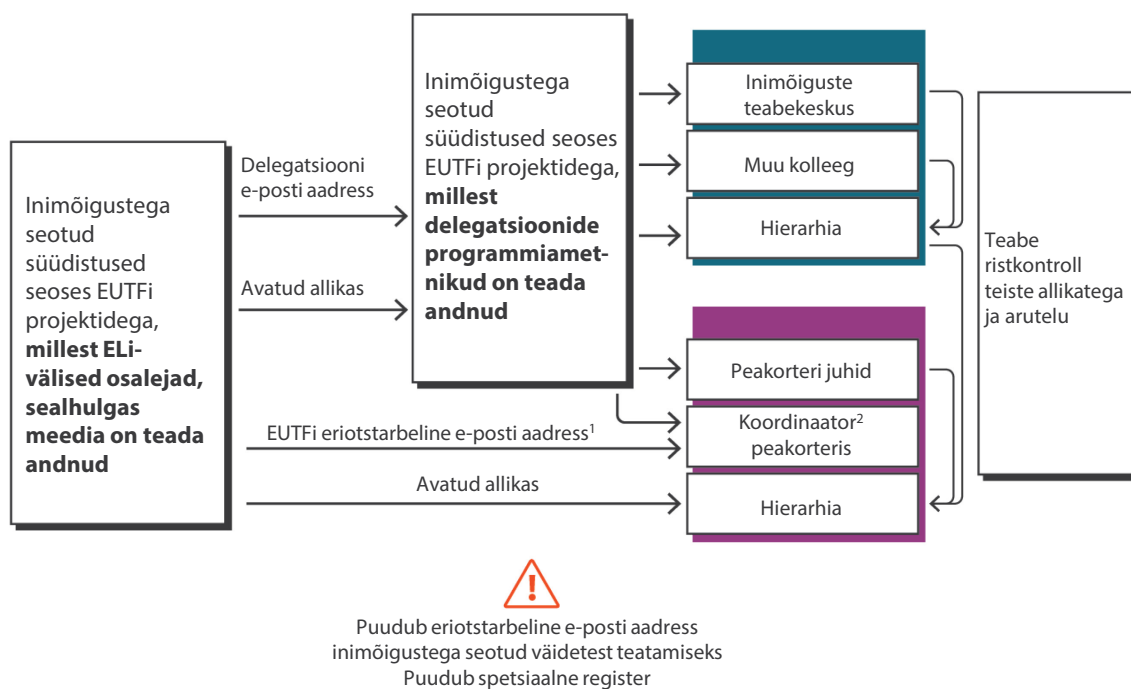 Inimõigustega
seotud
süüdistused
seoses EUTFi
projektidega,
millest ELi-
välised osalejad,
sealhulgas
meedia on teada
andnud
Delegatsiooni
e-posti aadress
Avatud allikas
Inimõigustega
seotud
süüdistused seoses
EUTFi projektidega,
millest
delegatsioonide
programmiamet-
nikud on teada
andnud
Inimõiguste
teabekeskus
Muu kolleeg
Hierarhia
Peakorteri juhid
EUTFi eriotstarbeline e-posti aadress¹
Koordinaator²
peakorteris
Avatud allikas
Hierarhia
Teabe
ristkontroll
teiste allikatega
ja arutelu
Puudub eriotstarbeline e-posti aadress
inimõigustega seotud väidetest teatamiseks
Puudub spetsiaalne register